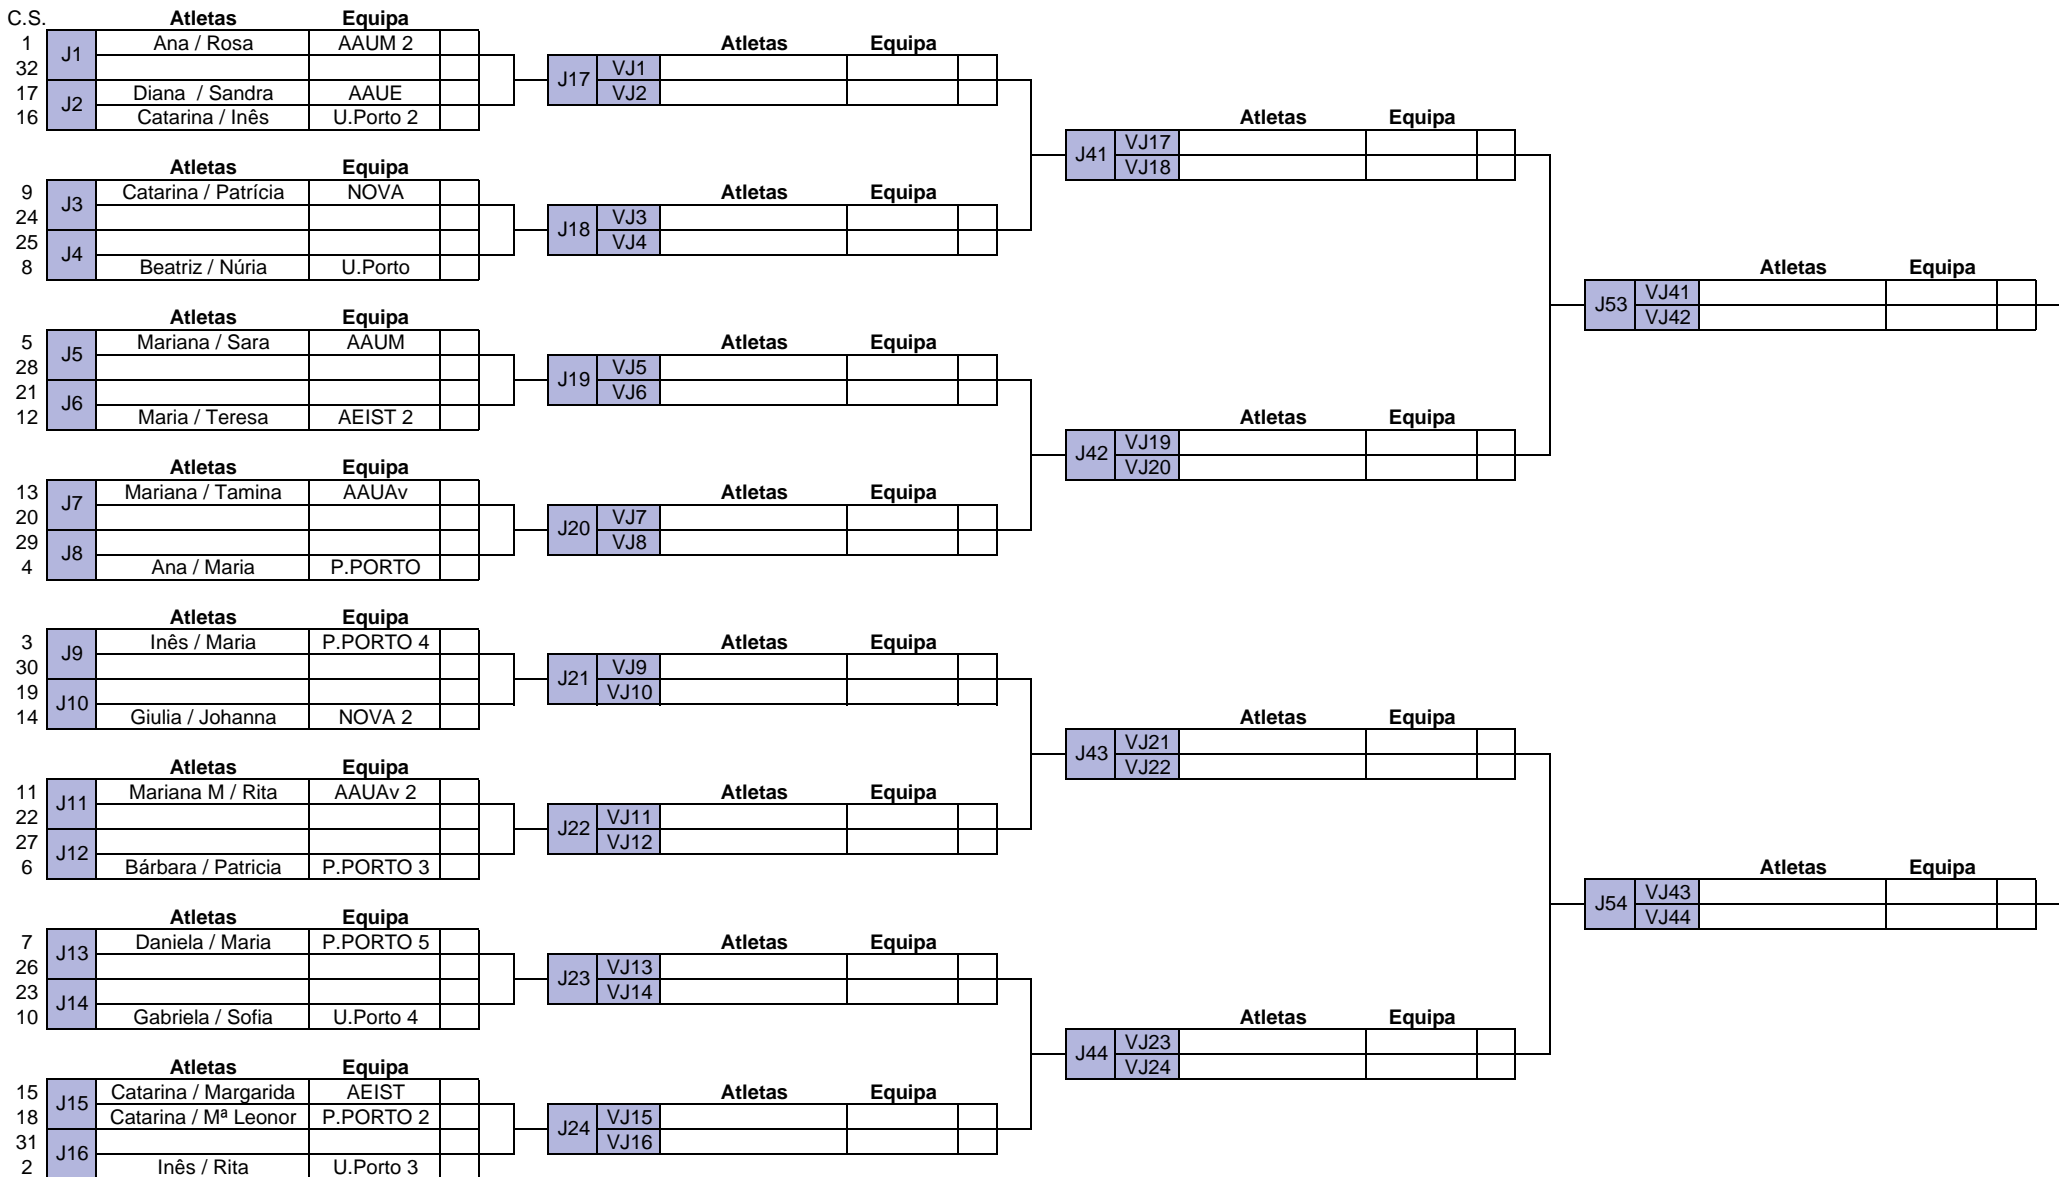 C.S. Atletas Equipa
1 J1 Ana / Rosa AAUM 2
32
17 J2 Diana / Sandra AAUE
16 Catarina / Inês U.Porto 2
Atletas Equipa
9 J3 Catarina / Patrícia NOVA
24
25 J4
8 Beatriz / Núria U.Porto
Atletas Equipa
5 J5 Mariana / Sara AAUM
28
21 J6
12 Maria / Teresa AEIST 2
Atletas Equipa
13 J7 Mariana / Tamina AAUAv
20
29 J8
4 Ana / Maria P.PORTO
Atletas Equipa
3 J9 Inês / Maria P.PORTO 4
30
19 J10
14 Giulia / Johanna NOVA 2
Atletas Equipa
11 J11 Mariana M / Rita AAUAv 2
22
27 J12
6 Bárbara / Patricia P.PORTO 3
Atletas Equipa
7 J13 Daniela / Maria P.PORTO 5
26
23 J14
10 Gabriela / Sofia U.Porto 4
Atletas Equipa
15 J15 Catarina / Margarida AEIST
18 Catarina / Mª Leonor P.PORTO 2
31 J16
2 Inês / Rita U.Porto 3
Atletas Equipa
J17 VJ1
VJ2
Atletas Equipa
J18 VJ3
VJ4
Atletas Equipa
J19 VJ5
VJ6
Atletas Equipa
J20 VJ7
VJ8
Atletas Equipa
J21 VJ9
VJ10
Atletas Equipa
J22 VJ11
VJ12
Atletas Equipa
J23 VJ13
VJ14
Atletas Equipa
J24 VJ15
VJ16
Atletas Equipa
J41 VJ17
VJ18
Atletas Equipa
J42 VJ19
VJ20
Atletas Equipa
J43 VJ21
VJ22
Atletas Equipa
J44 VJ23
VJ24
Atletas Equipa
J53 VJ41
VJ42
Atletas Equipa
J54 VJ43
VJ44